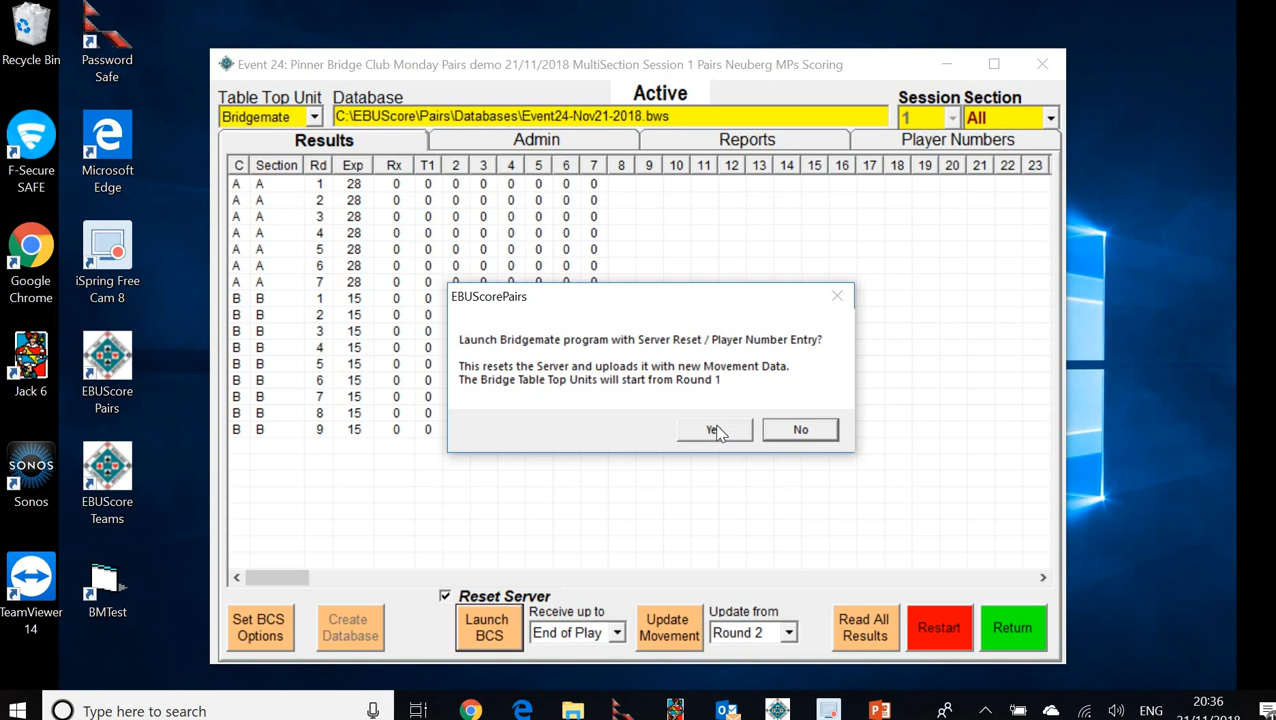 Recycle Bin
Password
Safe
F-Secure
SAFE
Microsoft
Edge
Google
Chrome
iSpring Free
Cam 8
Jack 6
EBUScore
Pairs
Sonos
EBUScore
Teams
TeamViewer
14
BMTest
Event 24: Pinner Bridge Club Monday Pairs demo 21/11/2018 MultiSection Session 1 Pairs Neuberg MPs Scoring
Table Top Unit Database Active Session Section
Bridgemate C:\EBUScore\Pairs\Databases\Event24-Nov21-2018.bws 1 All
Results Admin Reports Player Numbers
C Section Rd Exp Rx T1 2 3 4 5 6 7 8 9 10 11 12 13 14 15 16 17 18 19 20 21 22 23
A A 1 28 0 0 0 0 0 0 0 0
A A 2 28 0 0 0 0 0 0 0 0
A A 3 28 0 0 0 0 0 0 0 0
A A 4 28 0 0 0 0 0 0 0 0
A A 5 28 0 0 0 0 0 0 0 0
A A 6 28 0 0 0 0 0 0 0 0
A A 7 28 0 0 0 0 0 0 0 0
B B 1 15 0 0
B B 2 15 0 0
B B 3 15 0 0
B B 4 15 0 0
B B 5 15 0 0
B B 6 15 0 0
B B 7 15 0 0
B B 8 15 0 0
B B 9 15 0 0
EBUScorePairs
Launch Bridgemate program with Server Reset / Player Number Entry?
This resets the Server and uploads it with new Movement Data.
The Bridge Table Top Units will start from Round 1
Yes No
Reset Server
Set BCS
Options
Create
Database
Launch
BCS
Receive up to
End of Play
Update
Movement
Update from
Round 2
Read All
Results
Restart
Return
Type here to search
ENG
20:36
21/11/2018